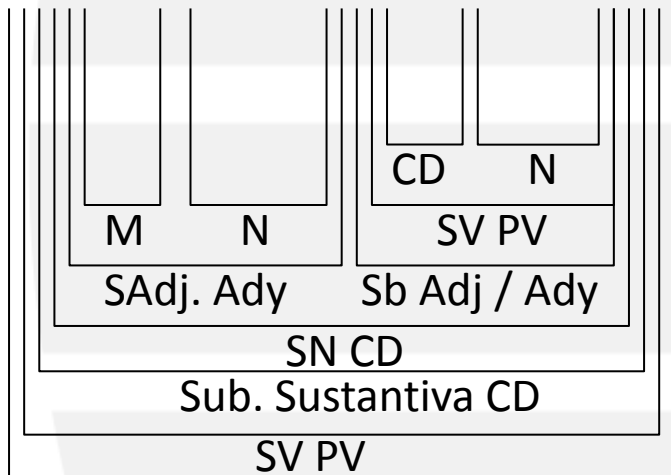 CD N
M N SV PV
SAdj. Ady Sb Adj / Ady
SN CD
Sub. Sustantiva CD
SV PV